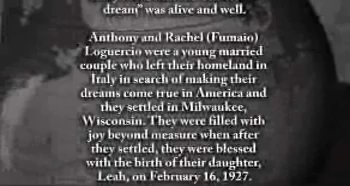 dream” was alive and well.
Anthony and Rachel (Fumaio)
Loguercio were a young married
couple who left their homeland in
Italy in search of making their
dreams come true in America and
they settled in Milwaukee,
Wisconsin. They were filled with
joy beyond measure when after
they settled, they were blessed
with the birth of their daughter,
Leah, on February 16, 1927.